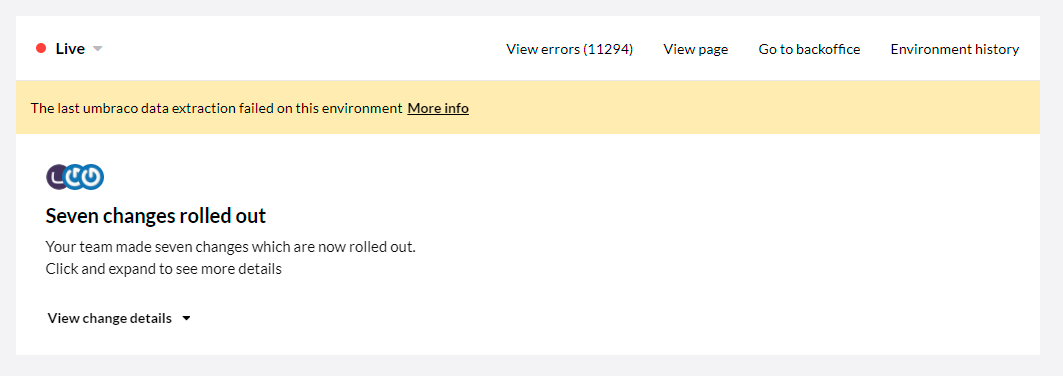 Live
View errors (11294)
View page
Go to backoffice
Environment history
The last umbraco data extraction failed on this environment More info
Seven changes rolled out
Your team made seven changes which are now rolled out.
Click and expand to see more details
View change details